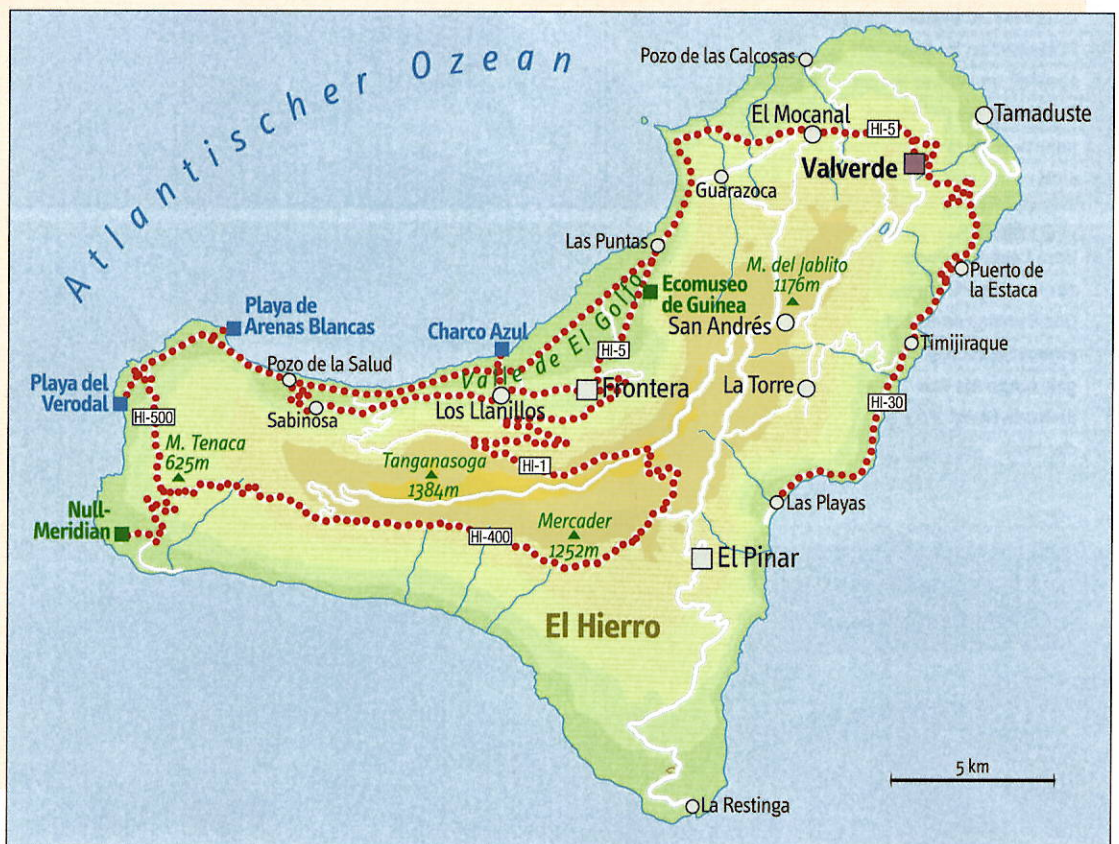 Atlantischer Ozean
Pozo de las Calcosas
El Mocanal
HI-5
Tamaduste
Valverde
Guarazoca
Las Puntas
M. del Jablito
1176m
Puerto de
la Estaca
Ecomuseo
de Guinea
San Andrés
Timijiraque
Playa de
Arenas Blancas
Charco Azul
Valle de El Golfo
HI-5
Pozo de la Salud
Frontera
La Torre
Playa del
Verodal
Los Llanillos
HI-30
Sabinosa
HI-500
M. Tenaca
625m
Tanganasoga
1384m
HI-1
Las Playas
Null-
Meridian
HI-400
Mercader
1252m
El Pinar
El Hierro
5 km
La Restinga